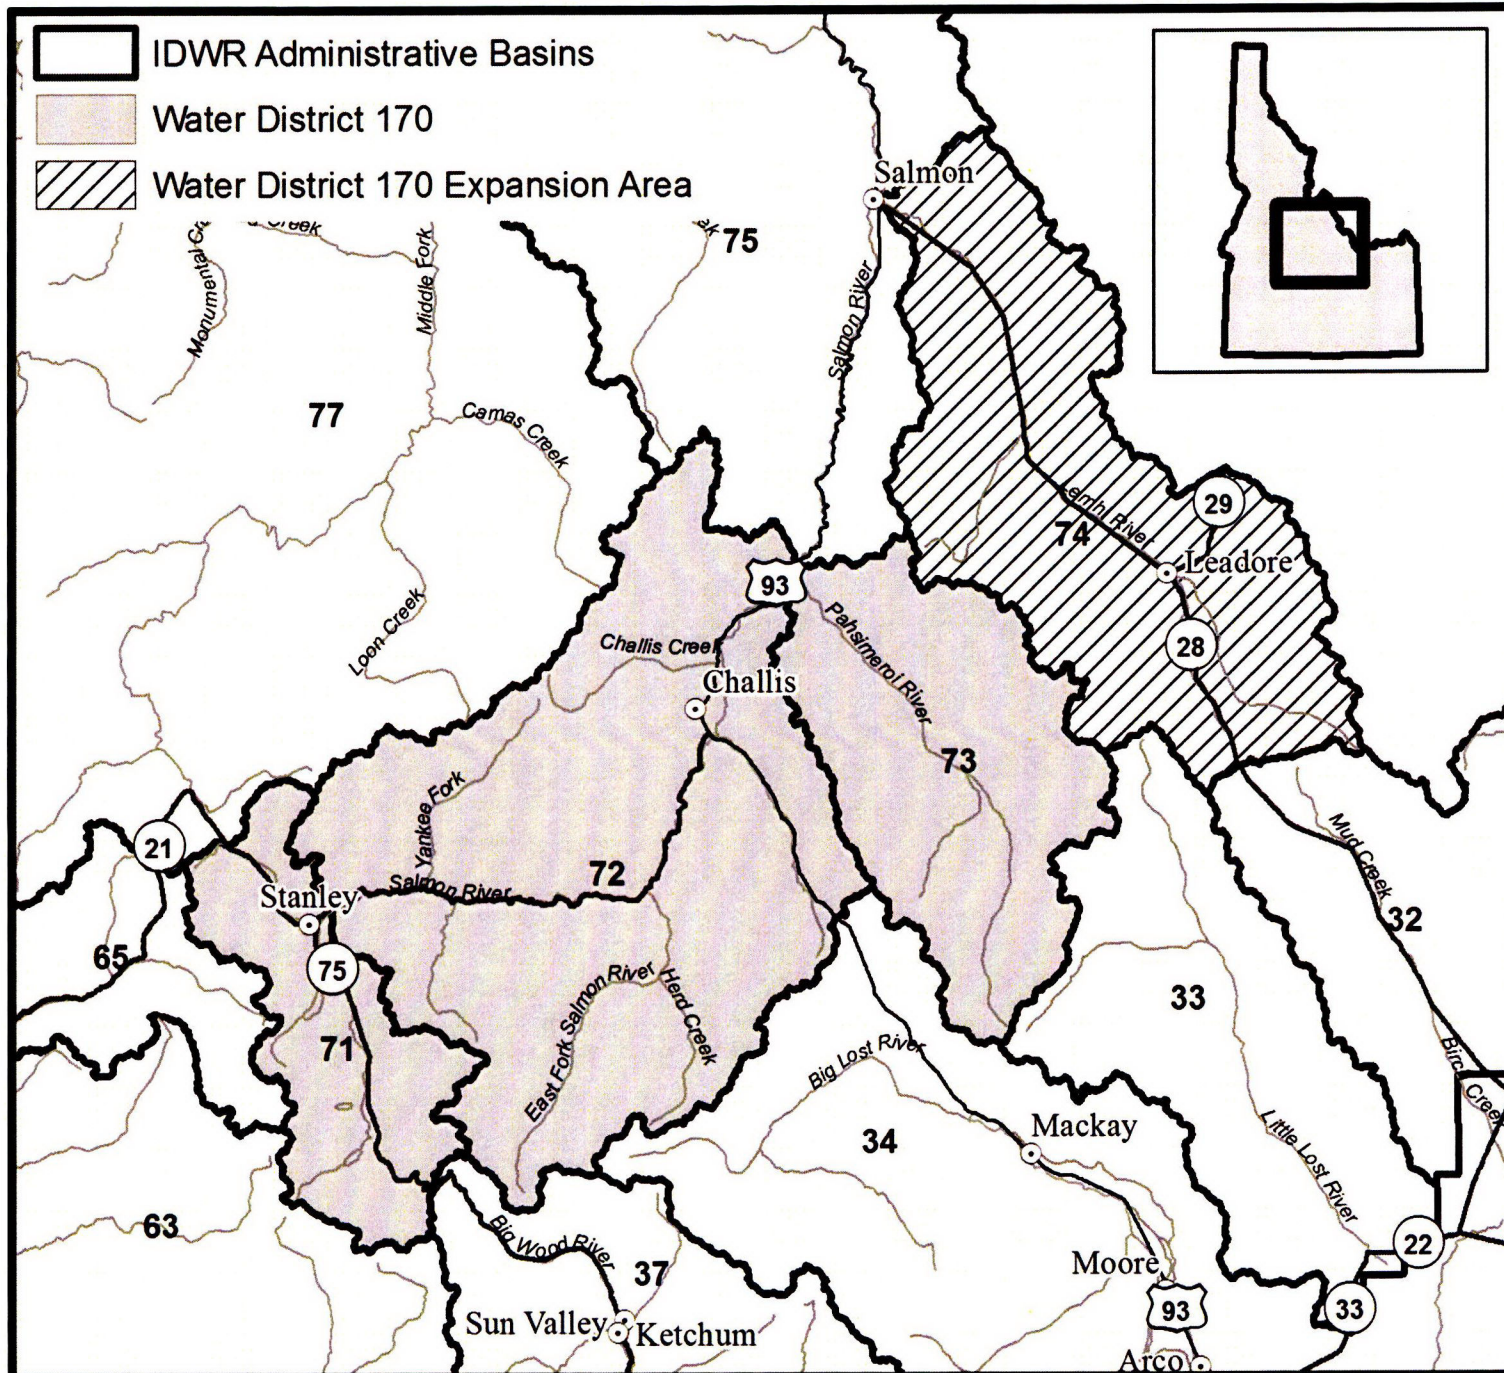 IDWR Administrative Basins
Water District 170
Water District 170 Expansion Area
Salmon
75
Creek
Monumental
Middle Fork
Salmon River
77
Camas Creek
29
Lemhi River
74
Leadore
93
28
Loon Creek
Challis Creek
Pahsimeroi River
Challis
73
Yankee Fork
21
Mud Creek
72
Stanley
Salmon River
32
65
75
East Fork Salmon River
Herd Creek
33
71
Big Lost River
Birch Creek
Mackay
34
Little Lost River
63
Big Wood River
22
37
Moore
93
33
Sun Valley
Ketchum
Arco